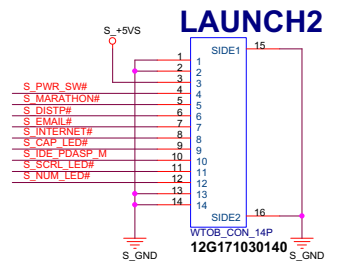 LAUNCH2
S_+5VS
SIDE1
15
1 1
2 2
3 3
S_PWR_SW# 4 4
S_MARATHON# 5 5
S_DISTP# 6 6
S_EMAIL# 7 7
S_INTERNET# 8 8
S_CAP_LED# 9 9
S_IDE_PDASP_M 10 10
S_SCRL_LED# 11 11
S_NUM_LED# 12 12
13 13
14 14
SIDE2
16
WTOB_CON_14P
12G171030140
S_GND
S_GND